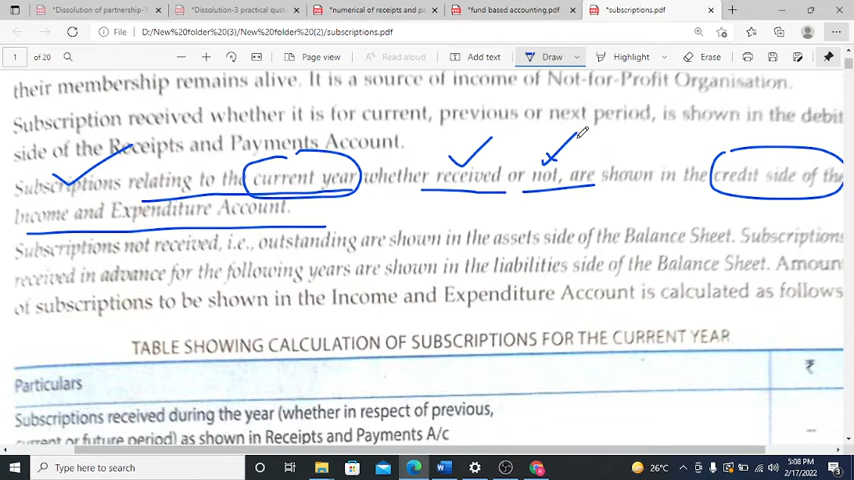 *Dissolution of partnership-1
*Dissolution-3 practical quest
*numerical of receipts and pa
*fund based accounting.pdf
*subscriptions.pdf
File
D:/New%20folder%20(3)/New%20folder%20(2)/subscriptions.pdf
1
of 20
Page view
Read aloud
Add text
Draw
Highlight
Erase
their membership remains alive. It is a source of income of Not-for-Profit Organisation.
Subscription received whether it is for current, previous or next period, is shown in the debit
side of the Receipts and Payments Account.
Subscriptions relating to the current year whether received or not, are shown in the credit side of the
Income and Expenditure Account.
Subscriptions not received, i.e., outstanding are shown in the assets side of the Balance Sheet. Subscriptions
received in advance for the following years are shown in the liabilities side of the Balance Sheet. Amoun
of subscriptions to be shown in the Income and Expenditure Account is calculated as follows
TABLE SHOWING CALCULATION OF SUBSCRIPTIONS FOR THE CURRENT YEAR
Particulars ₹
Subscriptions received during the year (whether in respect of previous,
current or future period) as shown in Receipts and Payments A/c
Type here to search
26°C
5:08 PM
2/17/2022